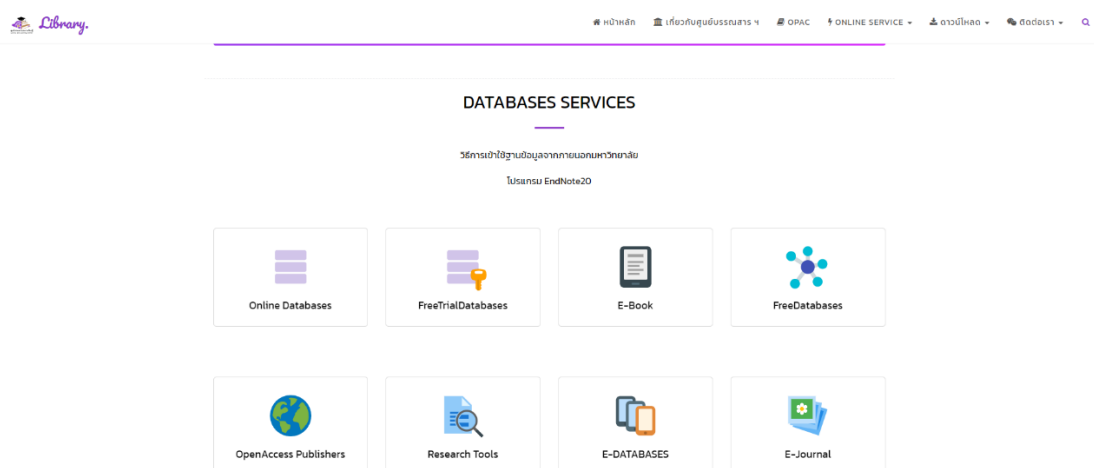 Library.
หน้าหลัก เกี่ยวกับศูนย์บรรณสาร ฯ OPAC ONLINE SERVICE ดาวน์โหลด ติดต่อเรา
DATABASES SERVICES
วิธีการเข้าใช้ฐานข้อมูลจากภายนอกมหาวิทยาลัย
โปรแกรม EndNote20
Online Databases FreeTrialDatabases E-Book FreeDatabases
OpenAccess Publishers Research Tools E-DATABASES E-Journal